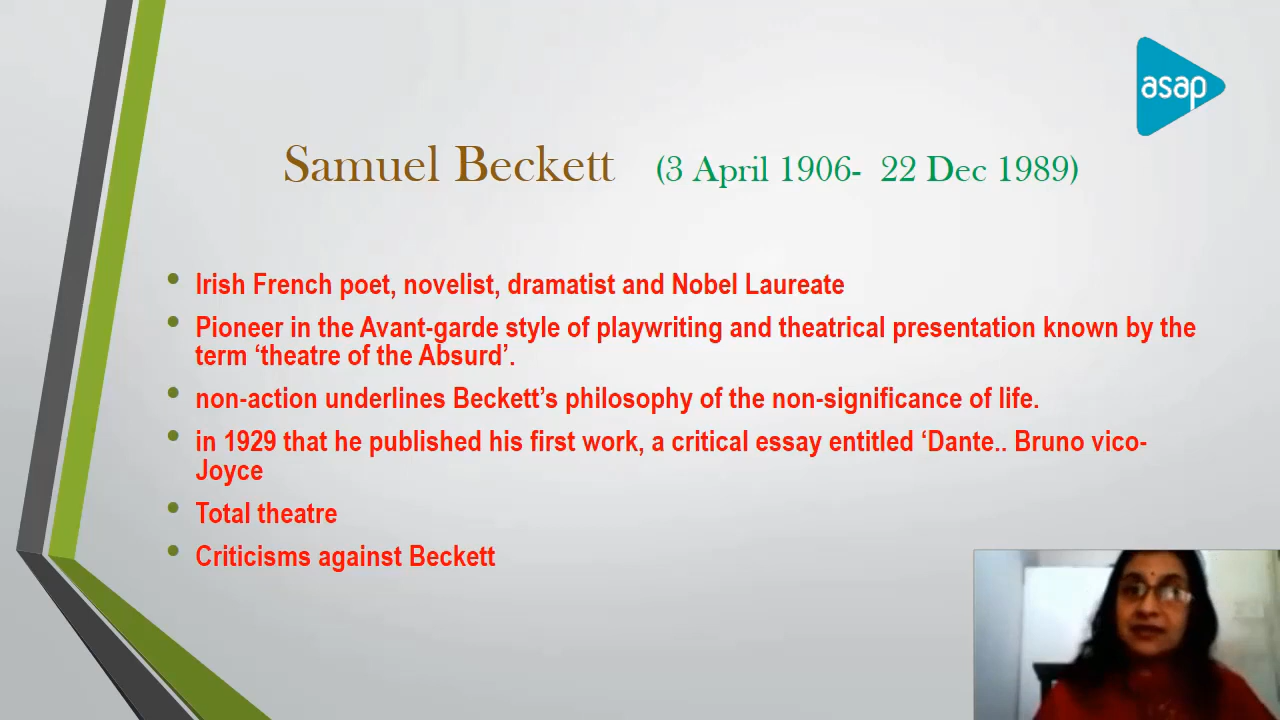 asap
Samuel Beckett (3 April 1906- 22 Dec 1989)
Irish French poet, novelist, dramatist and Nobel Laureate
Pioneer in the Avant-garde style of playwriting and theatrical presentation known by the
term ‘theatre of the Absurd’.
non-action underlines Beckett’s philosophy of the non-significance of life.
in 1929 that he published his first work, a critical essay entitled ‘Dante.. Bruno vico-
Joyce
Total theatre
Criticisms against Beckett